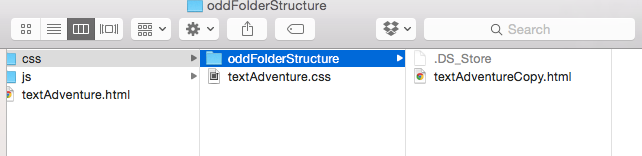 oddFolderStructure
Search
css
js
textAdventure.html
oddFolderStructure
textAdventure.css
.DS_Store
textAdventureCopy.html